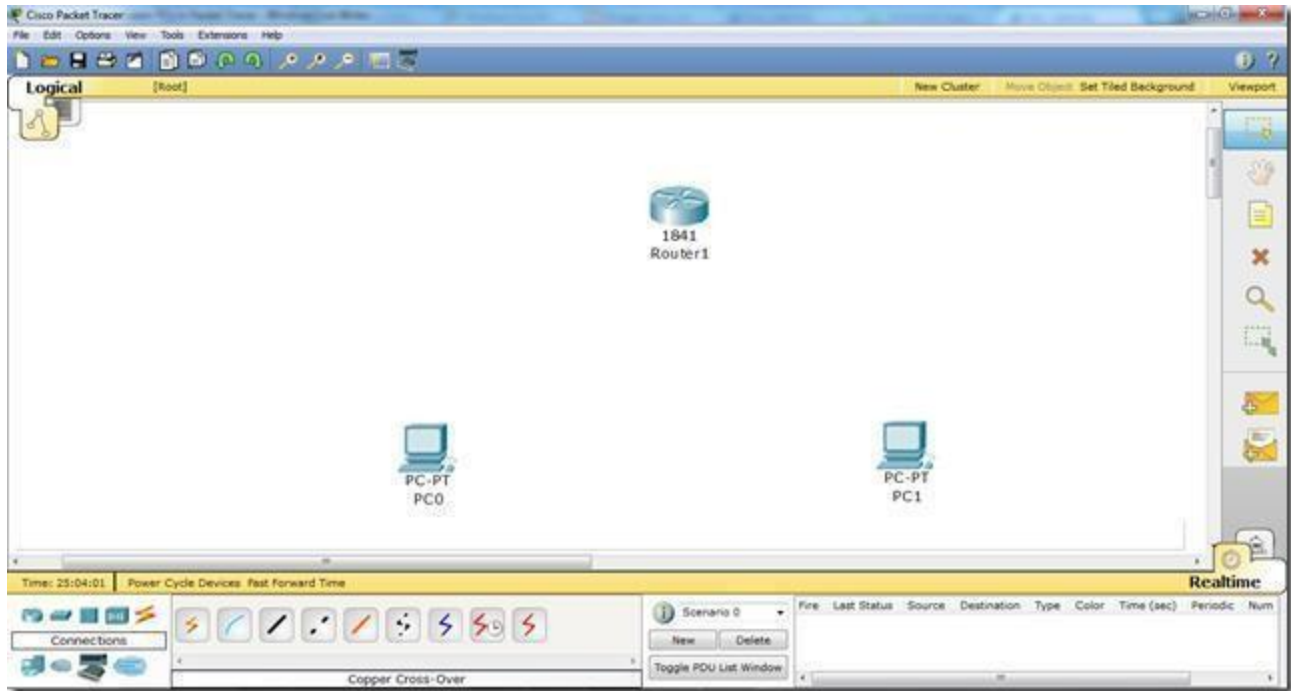 Cisco Packet Tracer
File Edit Options View Tools Extensions Help
Logical [Root] New Cluster Move Object Set Tiled Background Viewport
1841
Router1
PC-PT
PC0
PC-PT
PC1
Time: 25:04:01 Power Cycle Devices Fast Forward Time Realtime
Connections
Copper Cross-Over
Scenario 0
New Delete
Toggle PDU List Window
Fire Last Status Source Destination Type Color Time (sec) Periodic Num